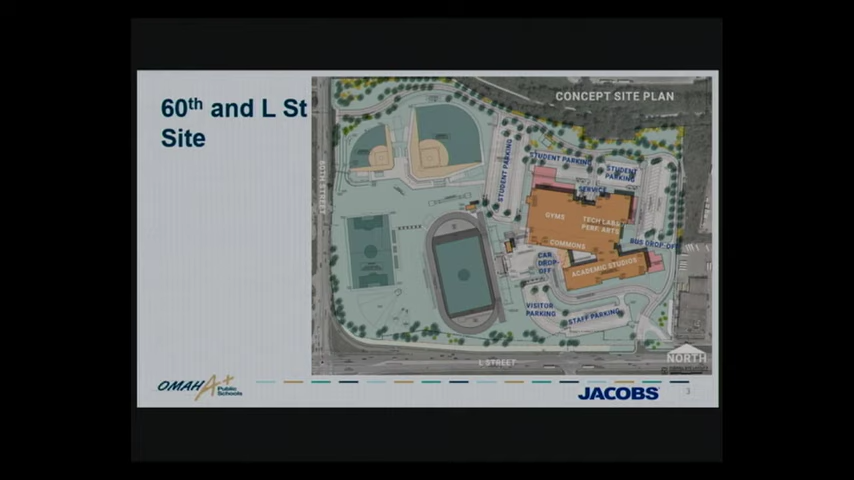 60th and L St
Site
CONCEPT SITE PLAN
60TH STREET
STUDENT PARKING
STUDENT PARKING
STUDENT
PARKING
SERVICE
GYMS
TECH LABS
PERF. ARTS
COMMONS
BUS DROP-OFF
CAR
DROP-
OFF
ACADEMIC STUDIOS
VISITOR
PARKING
STAFF PARKING
L STREET
NORTH
OMAHA A+
Public
Schools
JACOBS
3